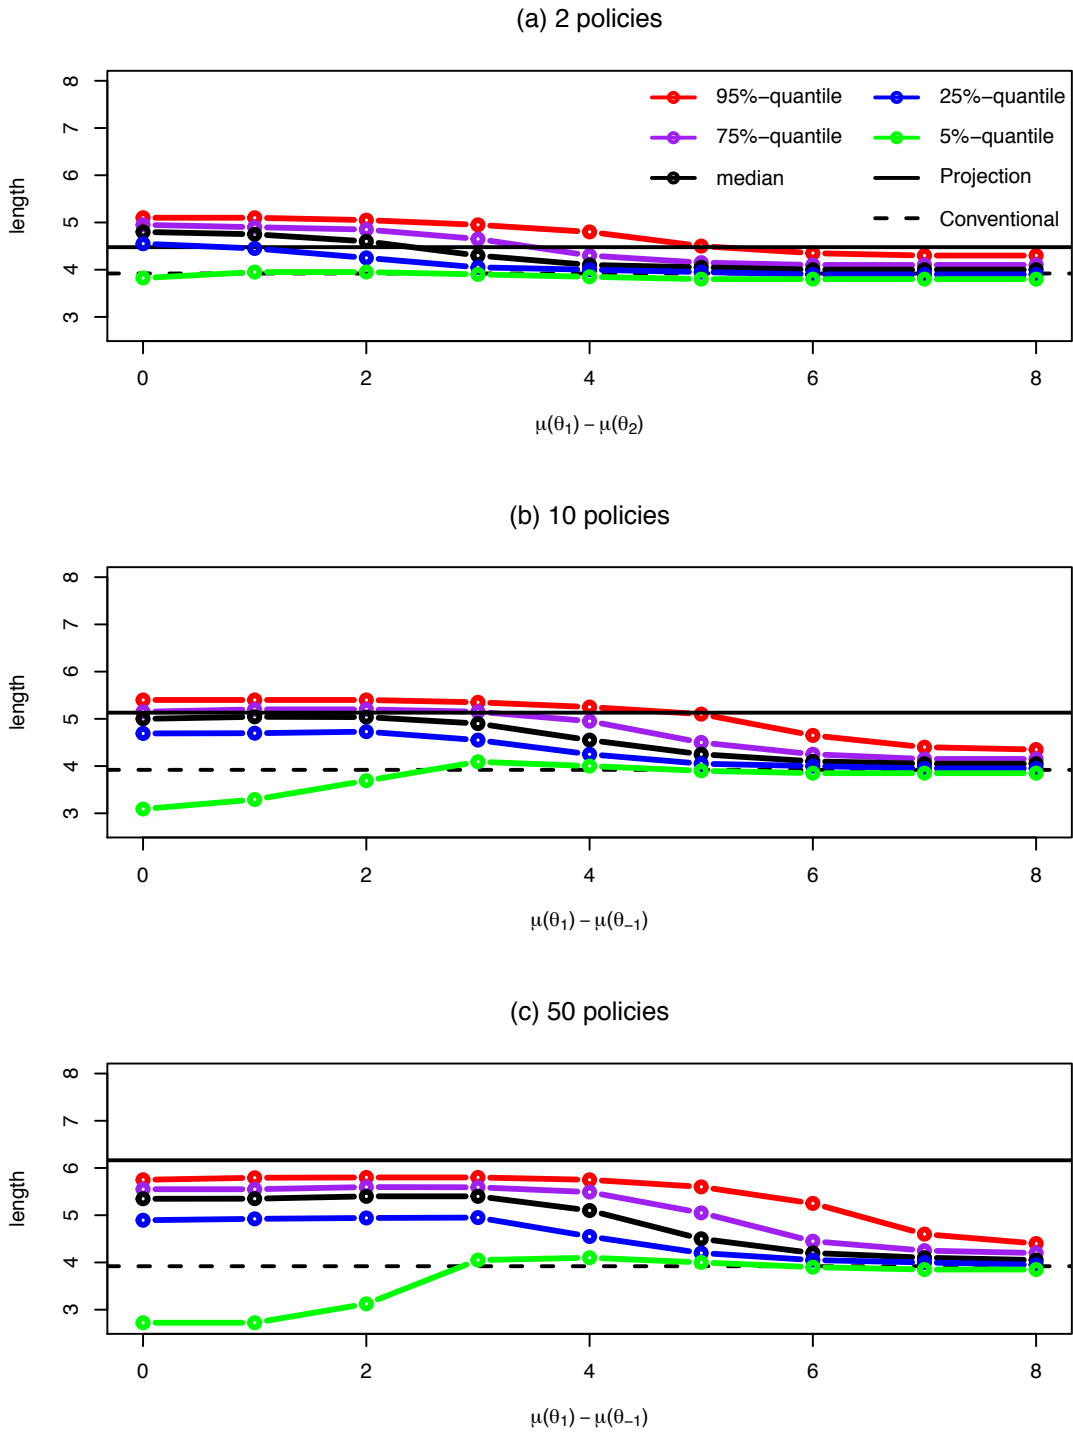 (a) 2 policies
8
7
6
5
4
3
length
95%−quantile
25%−quantile
75%−quantile
5%−quantile
median
Projection
Conventional
0 2 4 6 8
μ(θ1) − μ(θ2)
(b) 10 policies
8
7
6
5
4
3
length
0 2 4 6 8
μ(θ1) − μ(θ−1)
(c) 50 policies
8
7
6
5
4
3
length
0 2 4 6 8
μ(θ1) − μ(θ−1)